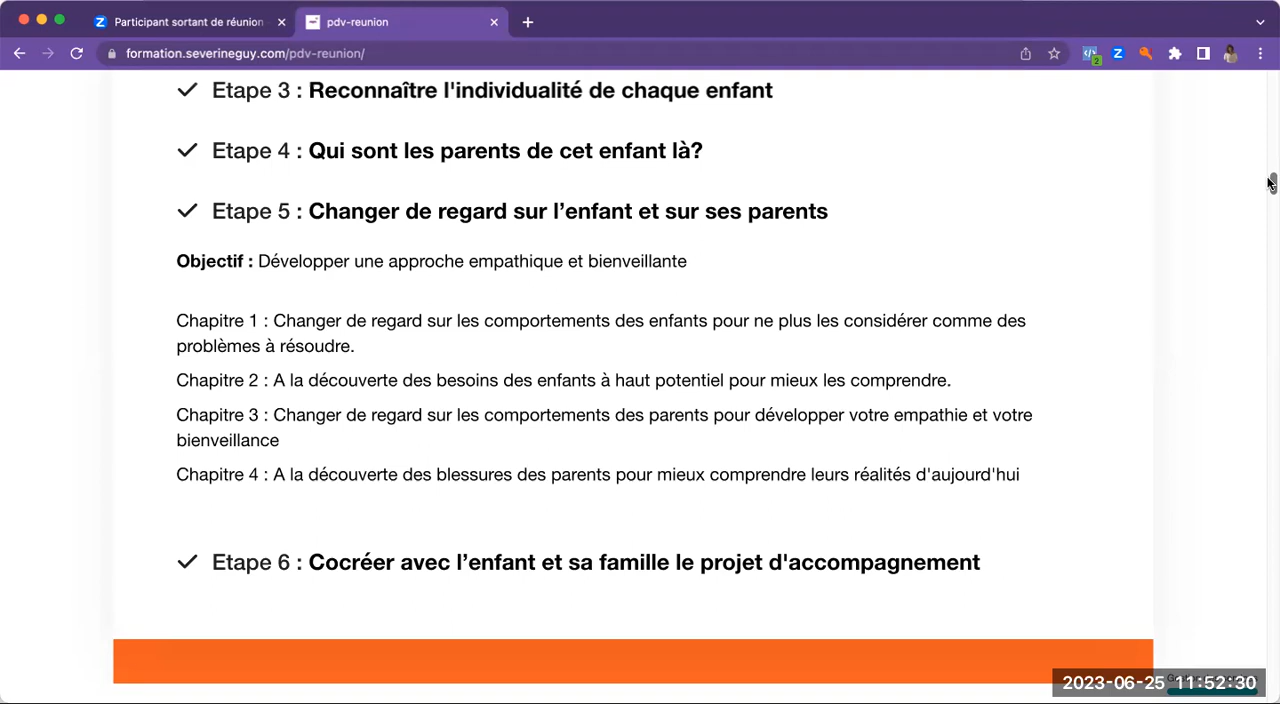 Participant sortant de réunion
pdv-reunion
formation.severineguy.com/pdv-reunion/
2
Etape 3 : Reconnaître l'individualité de chaque enfant
Etape 4 : Qui sont les parents de cet enfant là?
Etape 5 : Changer de regard sur l’enfant et sur ses parents
Objectif : Développer une approche empathique et bienveillante
Chapitre 1 : Changer de regard sur les comportements des enfants pour ne plus les considérer comme des
problèmes à résoudre.
Chapitre 2 : A la découverte des besoins des enfants à haut potentiel pour mieux les comprendre.
Chapitre 3 : Changer de regard sur les comportements des parents pour développer votre empathie et votre
bienveillance
Chapitre 4 : A la découverte des blessures des parents pour mieux comprendre leurs réalités d'aujourd'hui
Etape 6 : Cocréer avec l’enfant et sa famille le projet d'accompagnement
2023-06-25 11:52:30